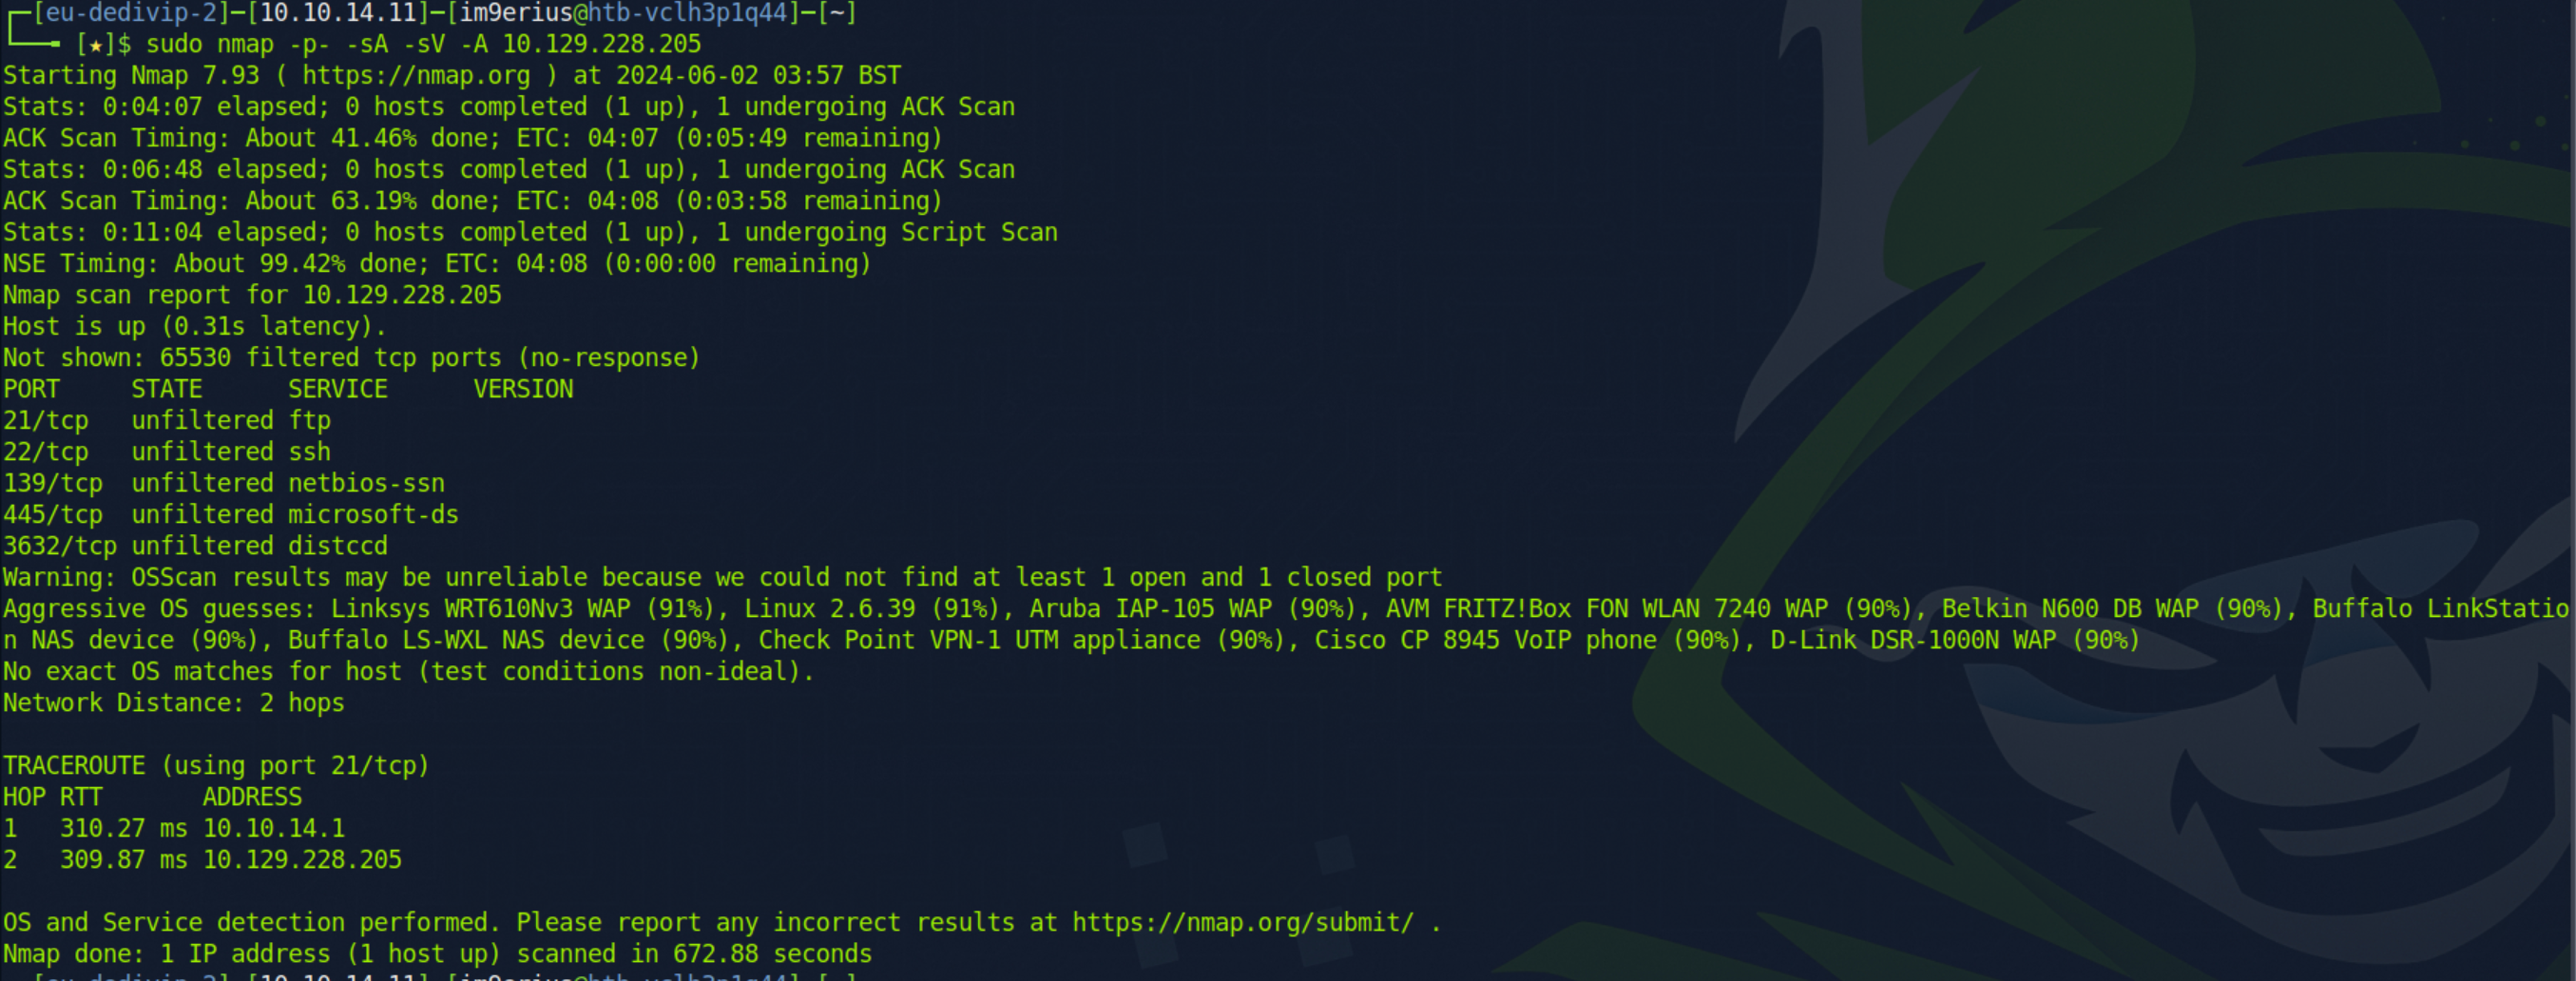 ┌─[eu-dedivip-2]─[10.10.14.11]─[im9erius@htb-vclh3p1q44]─[~]
└──╼ [★]$ sudo nmap -p- -sA -sV -A 10.129.228.205
Starting Nmap 7.93 ( https://nmap.org ) at 2024-06-02 03:57 BST
Stats: 0:04:07 elapsed; 0 hosts completed (1 up), 1 undergoing ACK Scan
ACK Scan Timing: About 41.46% done; ETC: 04:07 (0:05:49 remaining)
Stats: 0:06:48 elapsed; 0 hosts completed (1 up), 1 undergoing ACK Scan
ACK Scan Timing: About 63.19% done; ETC: 04:08 (0:03:58 remaining)
Stats: 0:11:04 elapsed; 0 hosts completed (1 up), 1 undergoing Script Scan
NSE Timing: About 99.42% done; ETC: 04:08 (0:00:00 remaining)
Nmap scan report for 10.129.228.205
Host is up (0.31s latency).
Not shown: 65530 filtered tcp ports (no-response)
PORT     STATE      SERVICE      VERSION
21/tcp   unfiltered ftp
22/tcp   unfiltered ssh
139/tcp  unfiltered netbios-ssn
445/tcp  unfiltered microsoft-ds
3632/tcp unfiltered distccd
Warning: OSScan results may be unreliable because we could not find at least 1 open and 1 closed port
Aggressive OS guesses: Linksys WRT610Nv3 WAP (91%), Linux 2.6.39 (91%), Aruba IAP-105 WAP (90%), AVM FRITZ!Box FON WLAN 7240 WAP (90%), Belkin N600 DB WAP (90%), Buffalo LinkStatio
n NAS device (90%), Buffalo LS-WXL NAS device (90%), Check Point VPN-1 UTM appliance (90%), Cisco CP 8945 VoIP phone (90%), D-Link DSR-1000N WAP (90%)
No exact OS matches for host (test conditions non-ideal).
Network Distance: 2 hops

TRACEROUTE (using port 21/tcp)
HOP RTT       ADDRESS
1   310.27 ms 10.10.14.1
2   309.87 ms 10.129.228.205

OS and Service detection performed. Please report any incorrect results at https://nmap.org/submit/ .
Nmap done: 1 IP address (1 host up) scanned in 672.88 seconds
[eu-dedivip-2]─[10.10.14.11]─[im9erius@htb-vclh3p1q44]─[~]